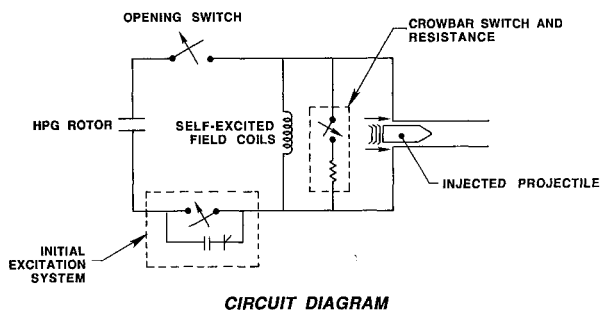 OPENING SWITCH
CROWBAR SWITCH AND
RESISTANCE
HPG ROTOR
SELF-EXCITED
FIELD COILS
INJECTED PROJECTILE
INITIAL
EXCITATION
SYSTEM
CIRCUIT DIAGRAM